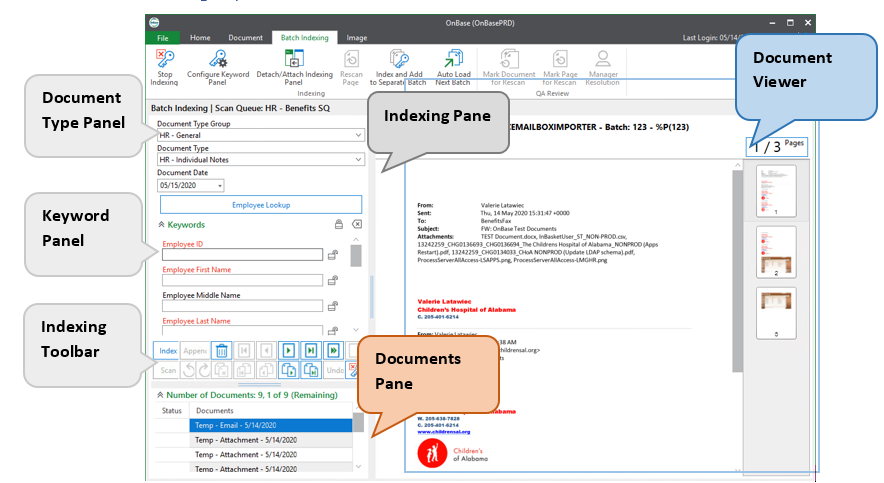 OnBase (OnBasePRD)
File Home Document Batch Indexing Image
Last Login: 05/14/
Stop Indexing
Configure Keyword Panel
Detach/Attach Indexing Panel
Rescan Page
Index and Add to Separate Batch
Auto Load Next Batch
Mark Document for Rescan
Mark Page for Rescan
Manager Resolution
Indexing
QA Review
Document
Viewer
Document
Type Panel
Indexing Pane
Keyword
Panel
Indexing
Toolbar
Documents
Pane
Batch Indexing | Scan Queue: HR - Benefits SQ
Document Type Group
HR - General
Document Type
HR - Individual Notes
Document Date
05/15/2020
Employee Lookup
Keywords
Employee ID
Employee First Name
Employee Middle Name
Employee Last Name
Index Append
Scan Undo
Number of Documents: 9, 1 of 9 (Remaining)
Status Documents
Temp - Email - 5/14/2020
Temp - Attachment - 5/14/2020
Temp - Attachment - 5/14/2020
Temp - Attachment - 5/14/2020
EMAILBOXIMPORTER - Batch: 123 - %P(123)
1 / 3 Pages
From: Valerie Latawiec
Sent: Thu, 14 May 2020 15:31:47 +0000
To: BenefitsFax
Subject: FW: OnBase Test Documents
Attachments: TEST Document.docx, InBasketUser_ST_NON-PROD.csv,
13242259_CHG0136693_CHG0136694_The Childrens Hospital of Alabama_NONPROD (Apps
Restart).pdf, 13242259_CHG0134033_CHoA NONPROD (Update LDAP schema).pdf,
ProcessServerAllAccess-LSAPPS.png, ProcessServerAllAccess-LMGHR.png
Valerie Latawiec
Children's Hospital of Alabama
C. 205-401-6214
From: Valerie Latawiec
:38 AM
childrensal.org>
ts
Alabama
W. 205-638-7828
C. 205-401-6214
www.childrensal.org
Children's
of Alabama
1
2
3